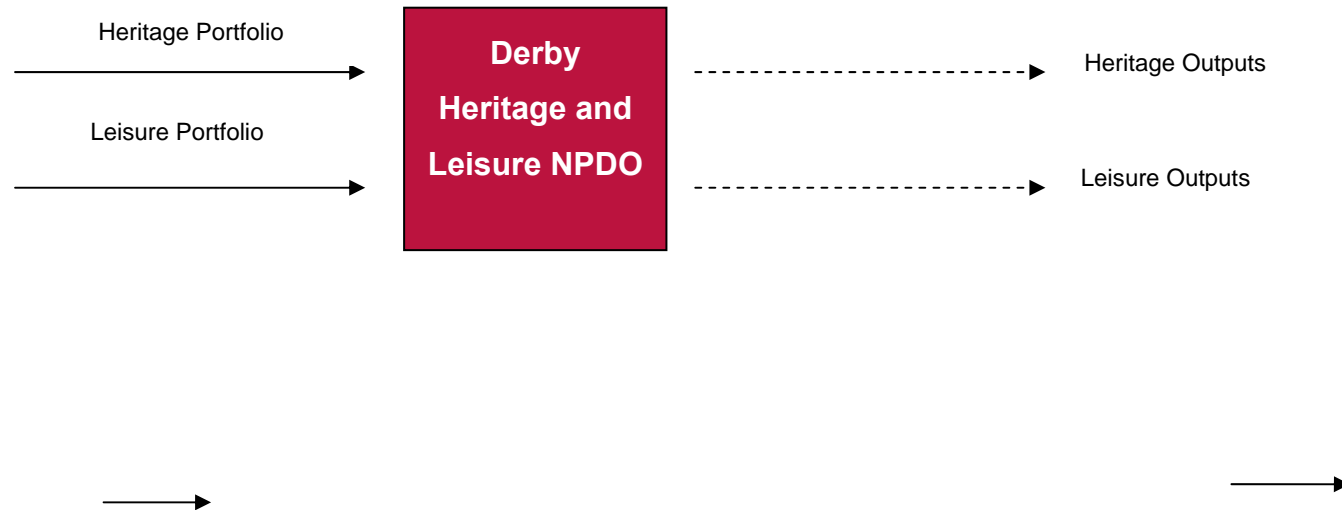 Heritage Portfolio
Leisure Portfolio
Derby
Heritage and
Leisure NPDO
Heritage Outputs
Leisure Outputs